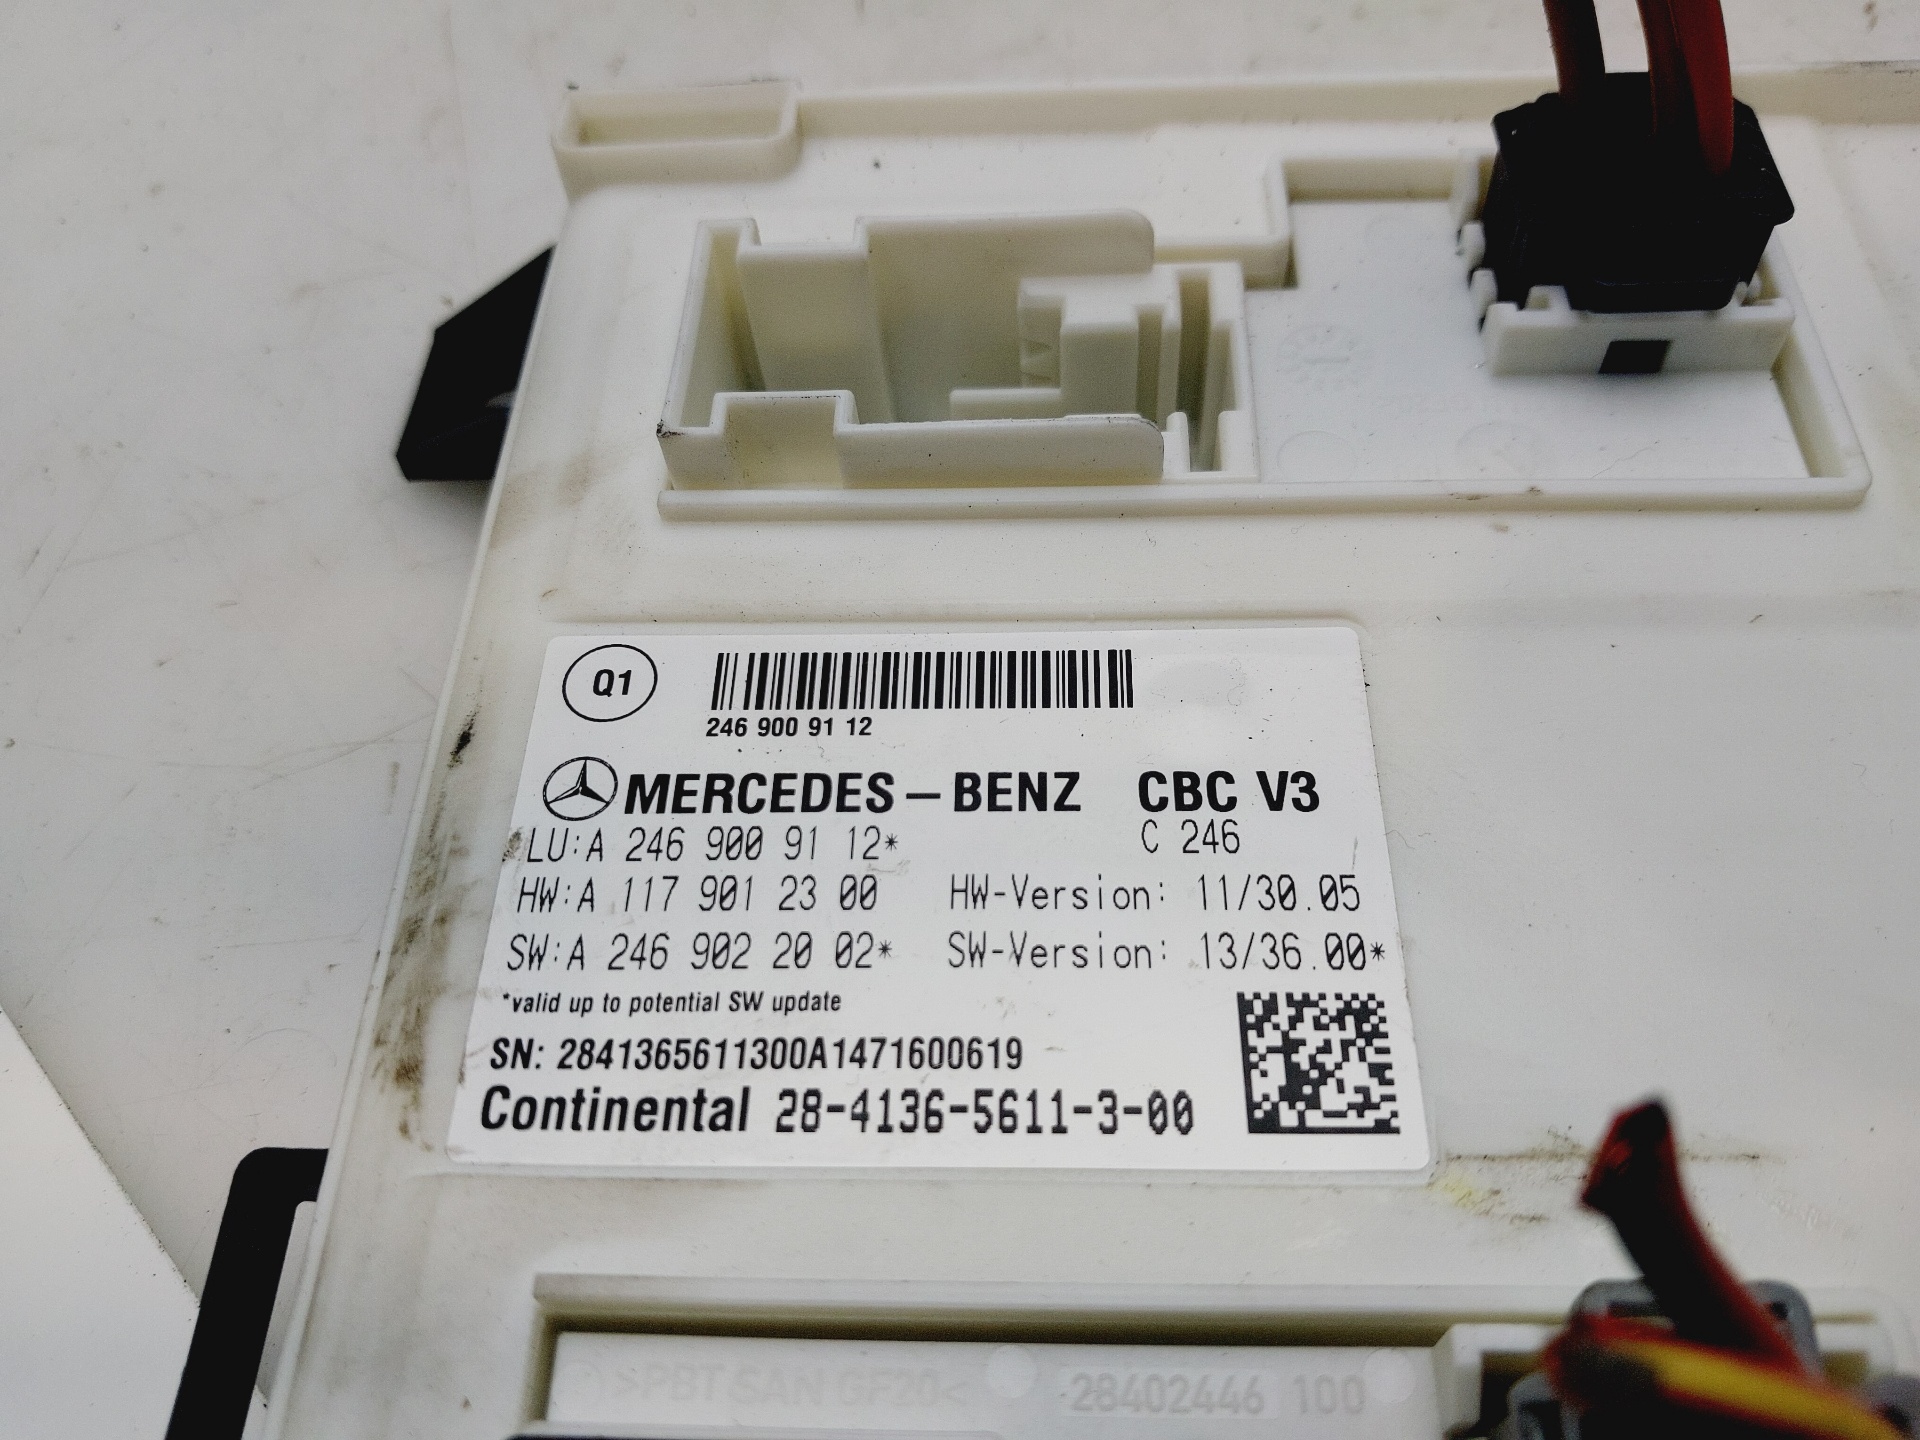 Q1
246 900 91 12
MERCEDES-BENZ CBC V3
LU:A 246 900 91 12* C 246
HW:A 117 901 23 00 HW-Version: 11/30.05
SW:A 246 902 20 02* SW-Version: 13/36.00*
*valid up to potential SW update
SN: 2841365611300A1471600619
Continental 28-4136-5611-3-00
>PBT SAN GF30< 28402446 100